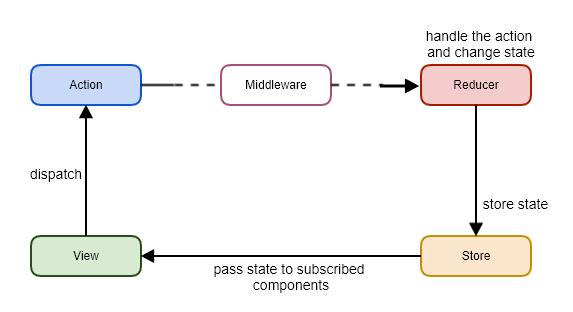 handle the action
and change state
Action
Middleware
Reducer
dispatch
store state
View
Store
pass state to subscribed
components